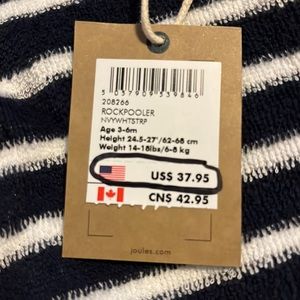 5 057909 539846
208266
ROCKPOOLER
NVYWHTSTRP
Age 3-6m
Height 24.5-27"/62-68 cm
Weight 14-18lbs/6-8 kg
US$ 37.95
CN$ 42.95
joules.com